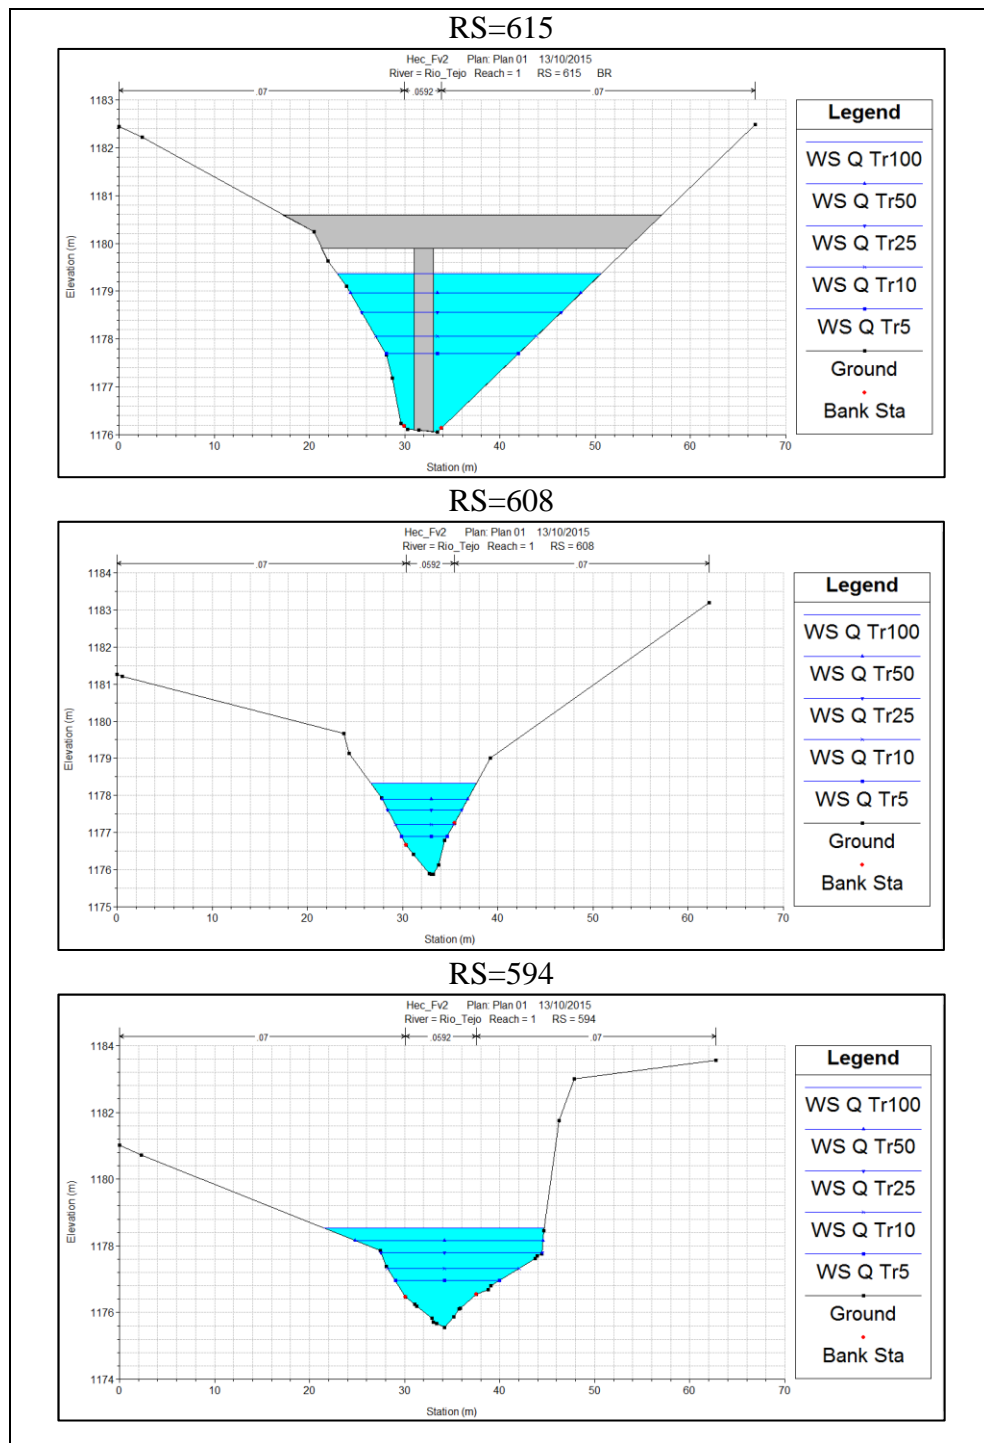 RS=615
Hec_Fv2 Plan: Plan 01 13/10/2015
River = Rio_Tejo Reach = 1 RS = 615 BR
.07 .0592 .07
1183
1182
1181
1180
1179
1178
1177
1176
Elevation (m)
0 10 20 30 40 50 60 70
Station (m)
Legend
WS Q Tr100
WS Q Tr50
WS Q Tr25
WS Q Tr10
WS Q Tr5
Ground
Bank Sta
RS=608
Hec_Fv2 Plan: Plan 01 13/10/2015
River = Rio_Tejo Reach = 1 RS = 608
.07 .0592 .07
1184
1183
1182
1181
1180
1179
1178
1177
1176
1175
Elevation (m)
0 10 20 30 40 50 60 70
Station (m)
Legend
WS Q Tr100
WS Q Tr50
WS Q Tr25
WS Q Tr10
WS Q Tr5
Ground
Bank Sta
RS=594
Hec_Fv2 Plan: Plan 01 13/10/2015
River = Rio_Tejo Reach = 1 RS = 594
.07 .0592 .07
1184
1182
1180
1178
1176
1174
Elevation (m)
0 10 20 30 40 50 60 70
Station (m)
Legend
WS Q Tr100
WS Q Tr50
WS Q Tr25
WS Q Tr10
WS Q Tr5
Ground
Bank Sta